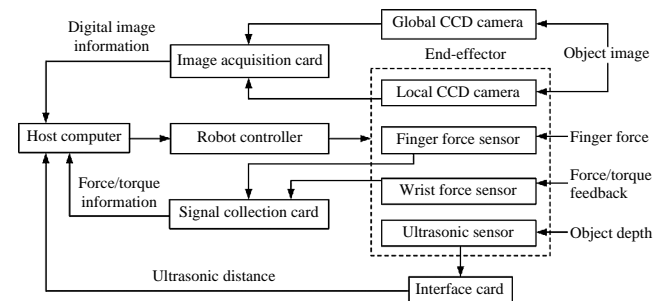 Digital image
information
Global CCD camera
End-effector
Object image
Image acquisition card
Local CCD camera
Host computer
Robot controller
Finger force sensor
Finger force
Force/torque
information
Signal collection card
Wrist force sensor
Force/torque
feedback
Ultrasonic sensor
Object depth
Ultrasonic distance
Interface card